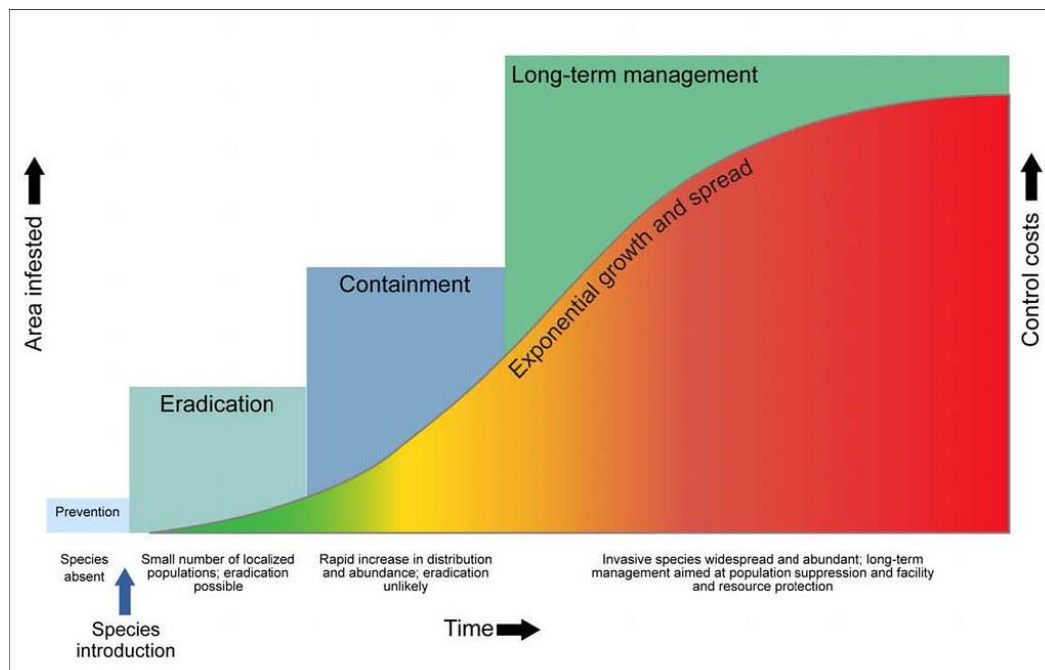 Long-term management
Exponential growth and spread
Containment
Eradication
Prevention
Area infested
Control costs
Species
absent
Small number of localized
populations; eradication
possible
Rapid increase in distribution
and abundance; eradication
unlikely
Invasive species widespread and abundant; long-term
management aimed at population suppression and facility
and resource protection
Species
introduction
Time